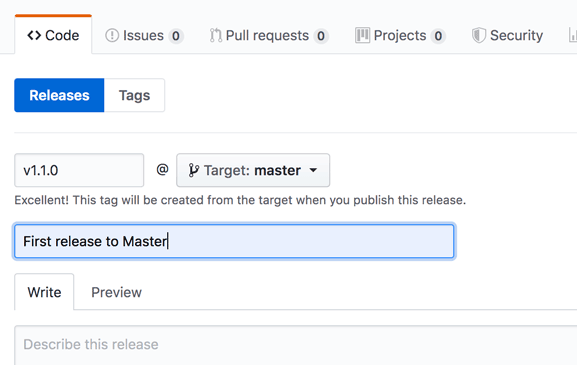 Code Issues 0 Pull requests 0 Projects 0 Security
Releases Tags
v1.1.0 @ Target: master
Excellent! This tag will be created from the target when you publish this release.
First release to Master
Write Preview
Describe this release